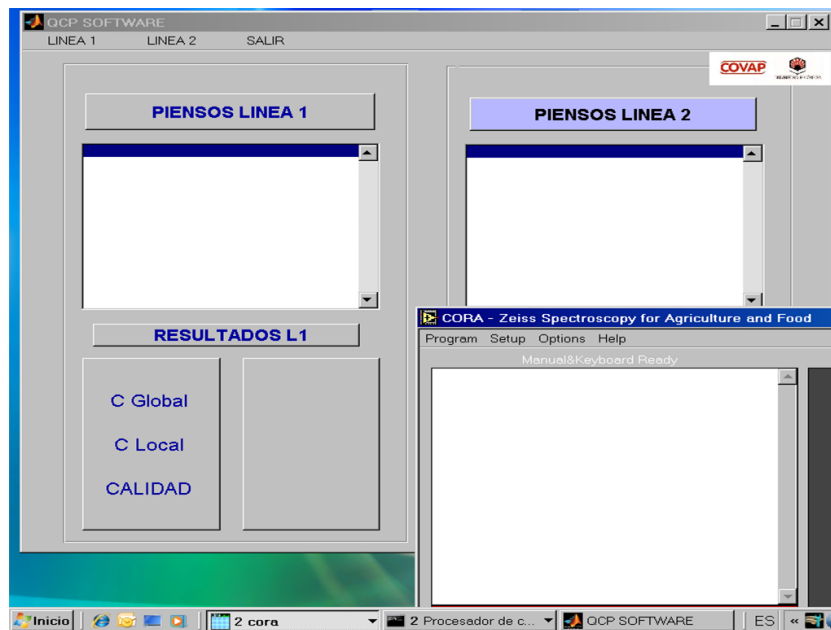 QCP SOFTWARE
LINEA 1 LINEA 2 SALIR
COVAP
PIENSOS LINEA 1
PIENSOS LINEA 2
RESULTADOS L1
C Global
C Local
CALIDAD
CORA - Zeiss Spectroscopy for Agriculture and Food
Program Setup Options Help
Manual&Keyboard Ready
Inicio 2 cora 2 Procesador de c... QCP SOFTWARE ES «